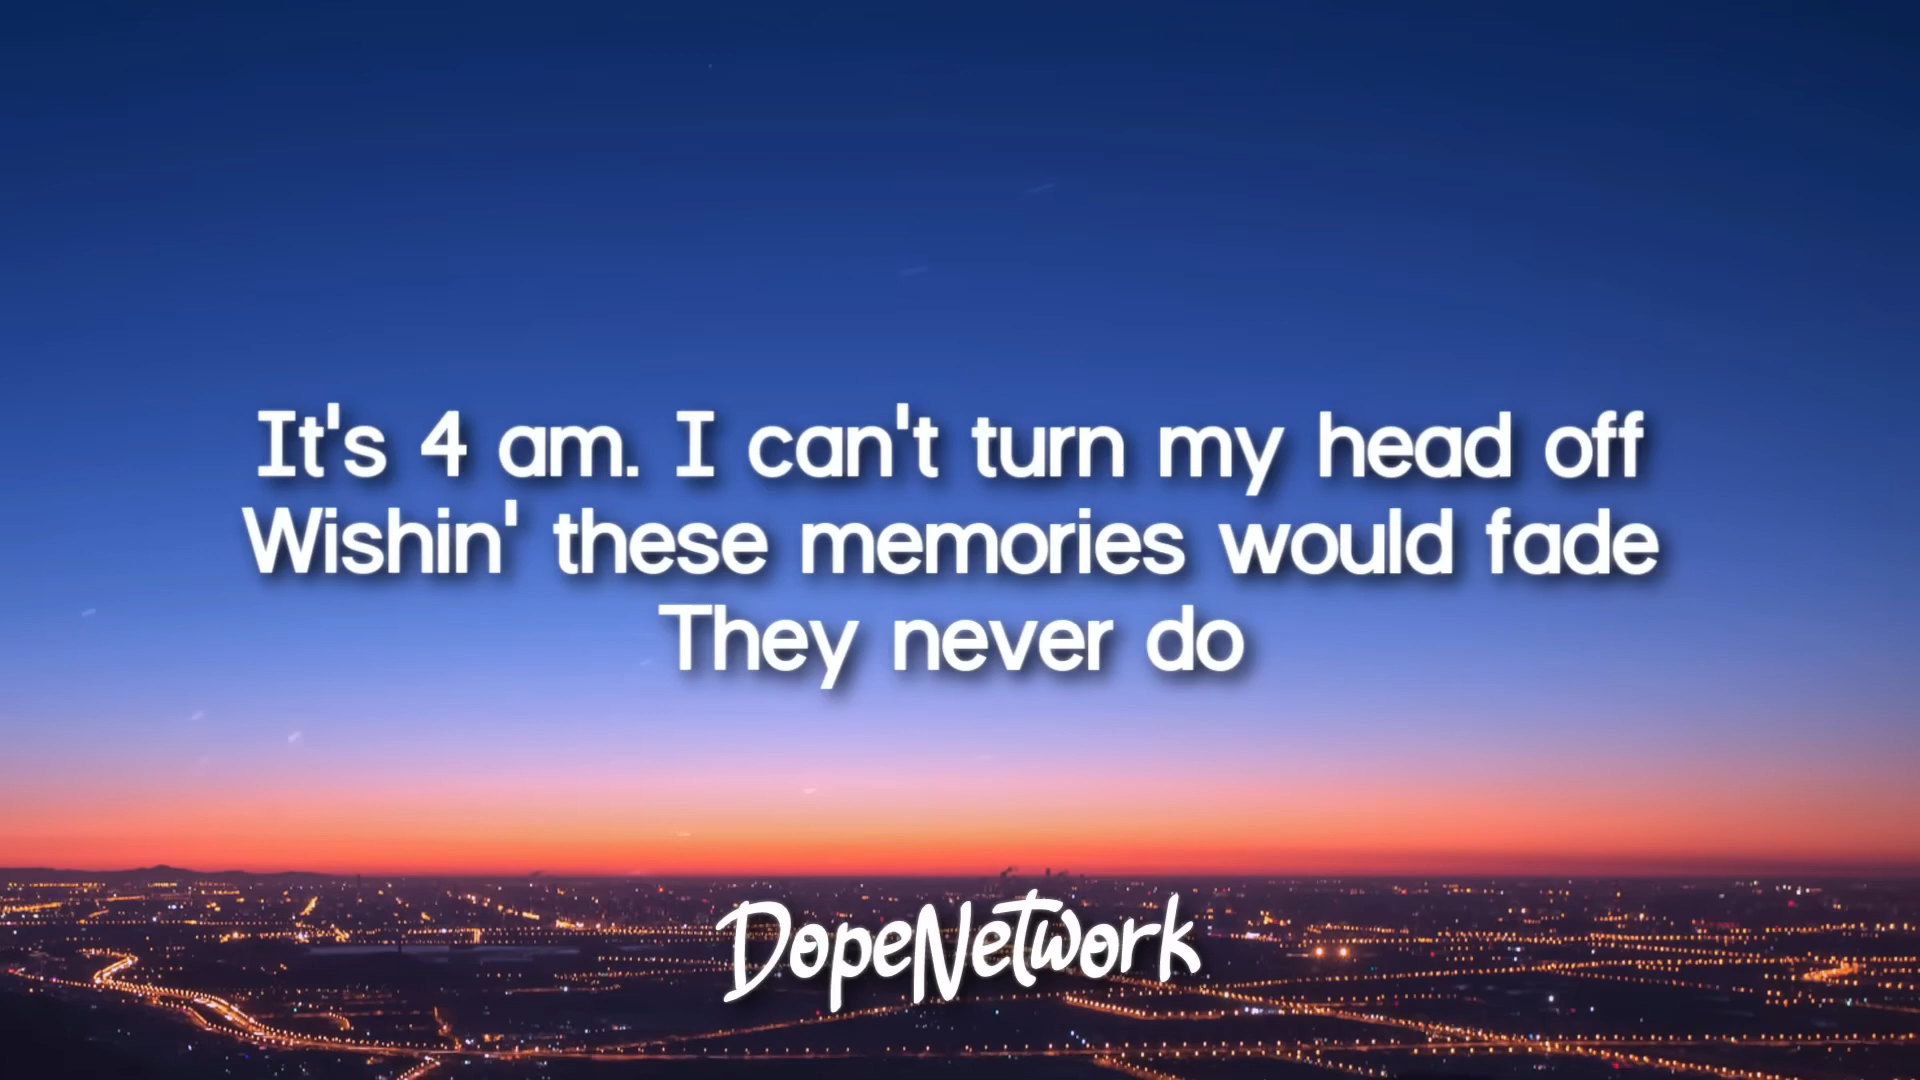 It's 4 am. I can't turn my head off
Wishin' these memories would fade
They never do
DopeNetwork